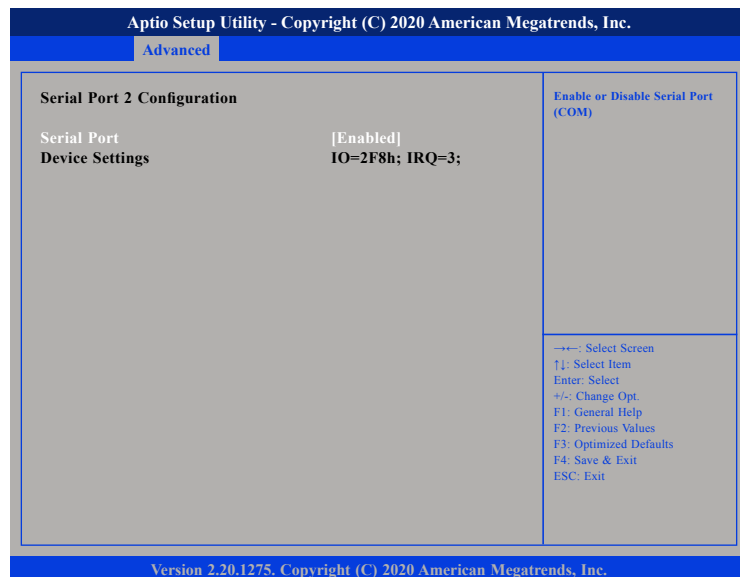 Aptio Setup Utility - Copyright (C) 2020 American Megatrends, Inc.
Advanced
Serial Port 2 Configuration
Serial Port [Enabled]
Device Settings IO=2F8h; IRQ=3;
Enable or Disable Serial Port
(COM)
→←: Select Screen
↑↓: Select Item
Enter: Select
+/-: Change Opt.
F1: General Help
F2: Previous Values
F3: Optimized Defaults
F4: Save & Exit
ESC: Exit
Version 2.20.1275. Copyright (C) 2020 American Megatrends, Inc.